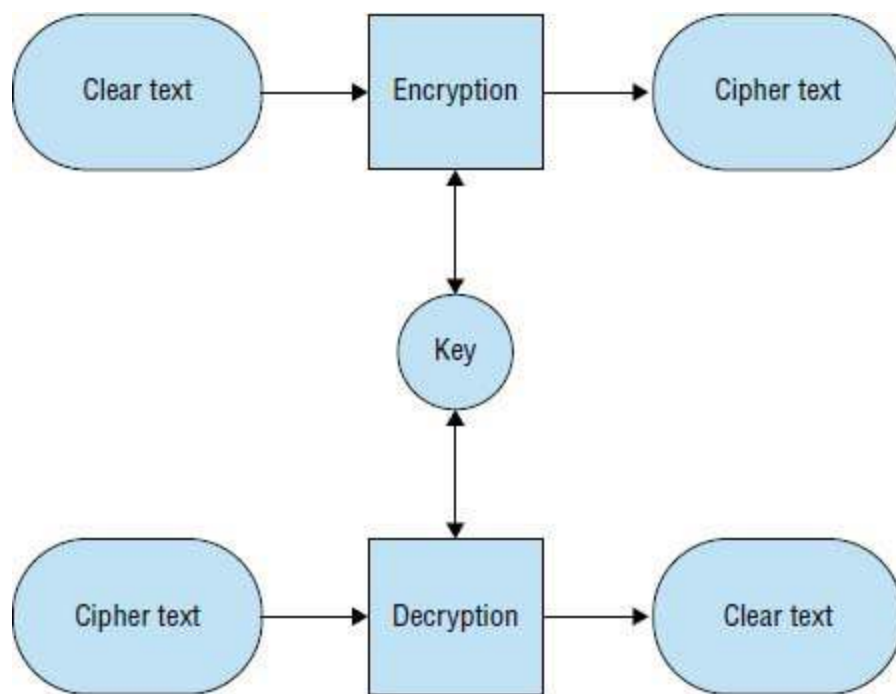 Clear text
Encryption
Cipher text
Key
Cipher text
Decryption
Clear text